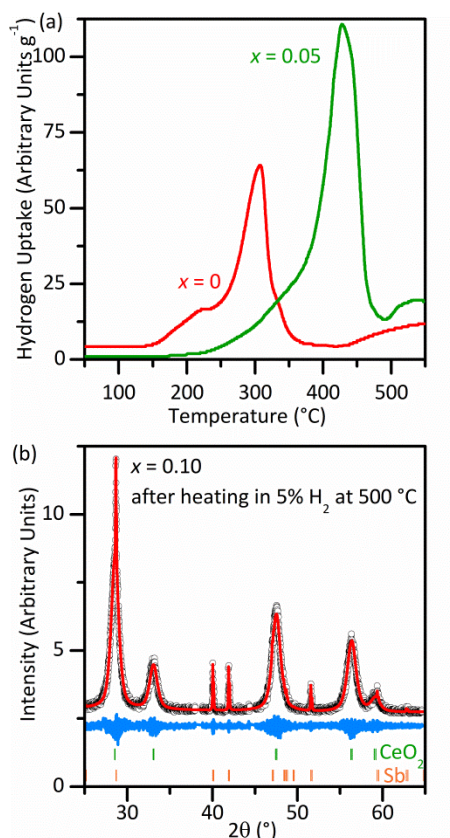 (a)
100
75
50
25
0
Hydrogen Uptake (Arbitrary Units g⁻¹)
x = 0.05
x = 0
100 200 300 400 500
Temperature (°C)
(b)
x = 0.10
after heating in 5% H₂ at 500 °C
10
5
0
Intensity (Arbitrary Units)
CeO₂
Sb
30 40 50 60
2θ (°)